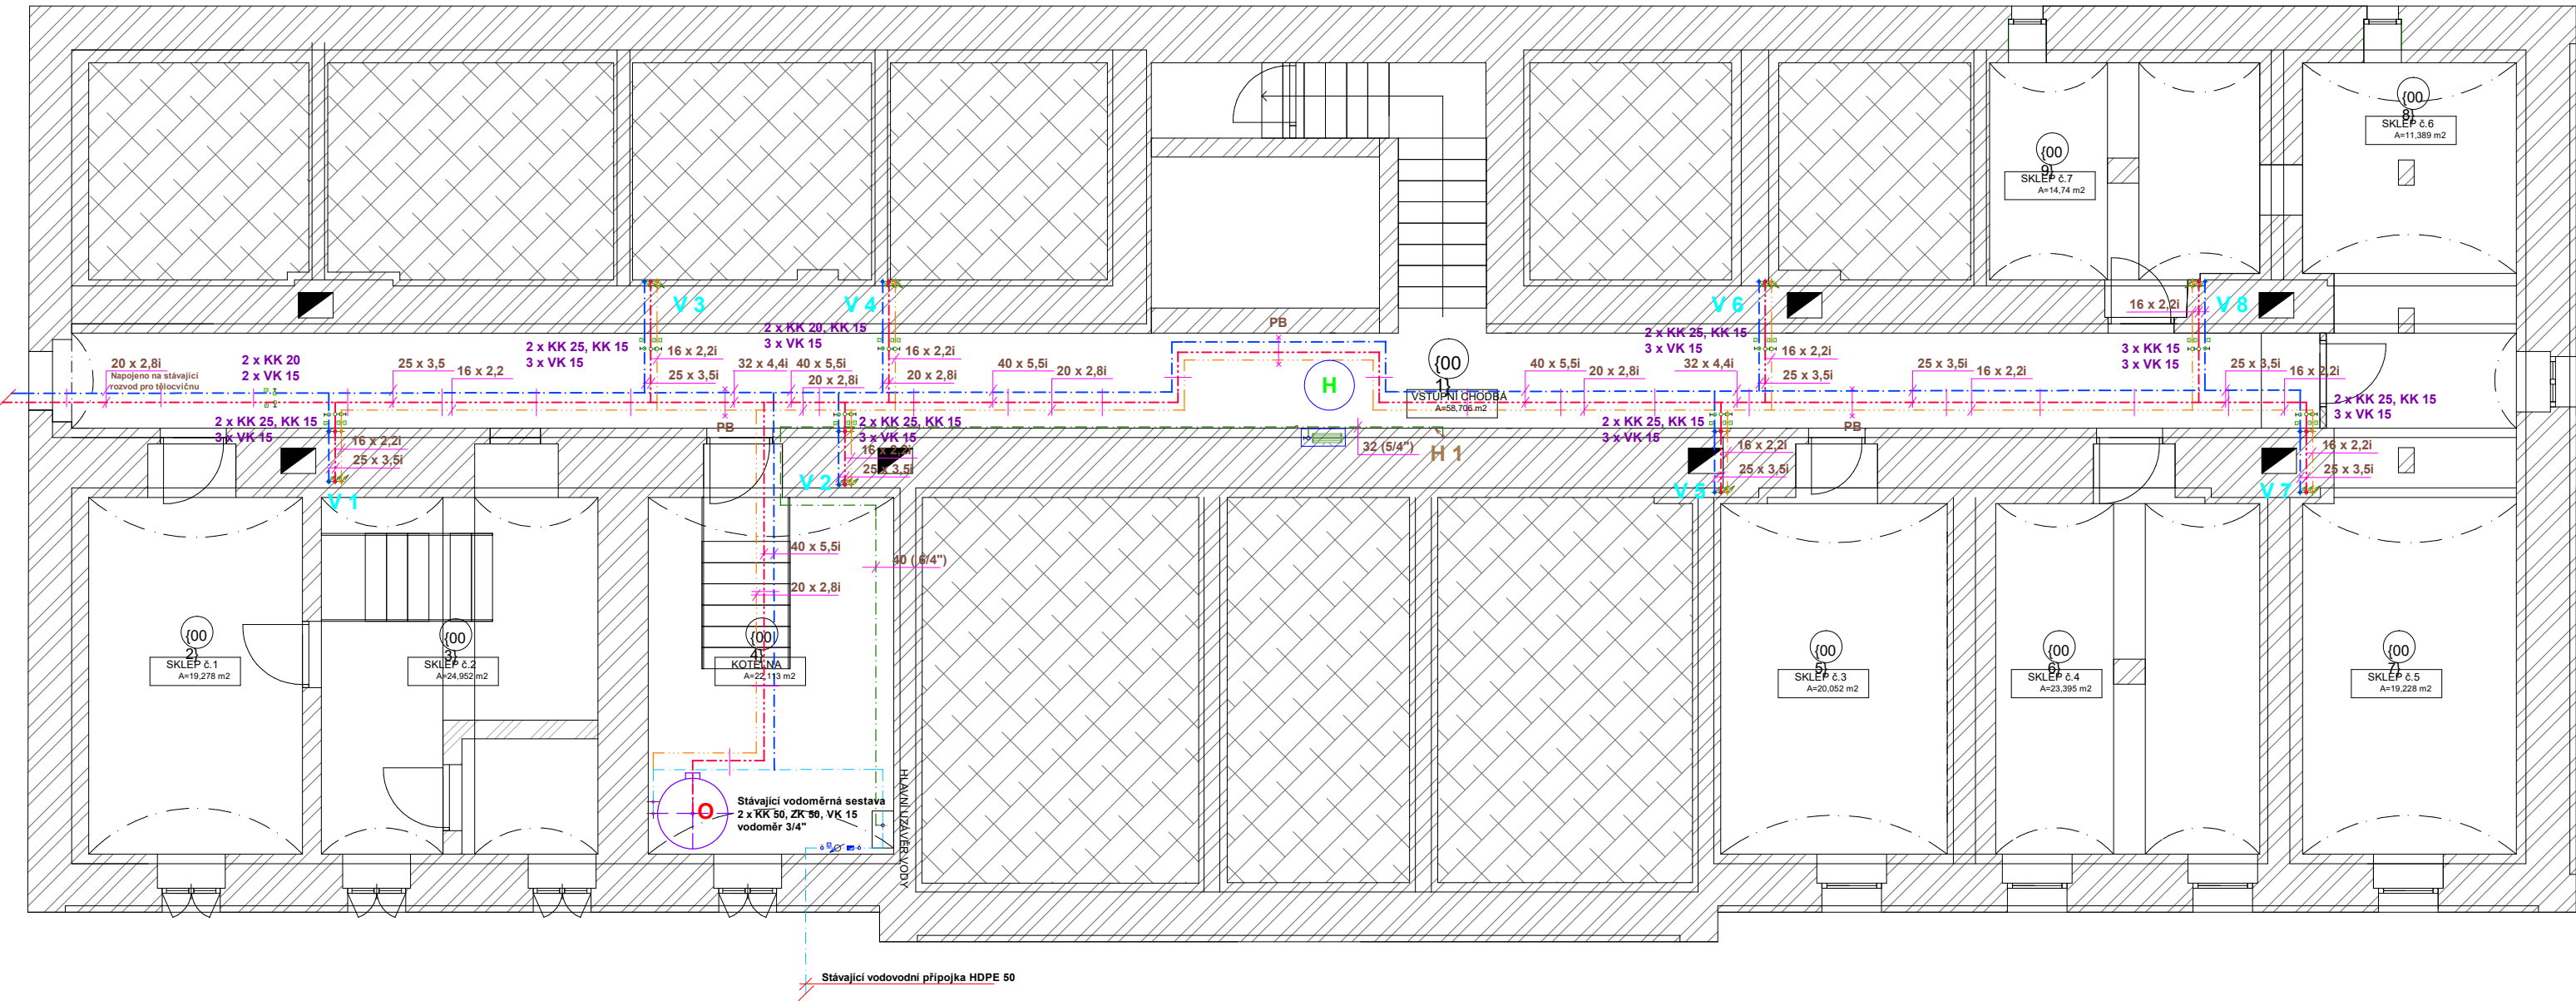 {00
8}
SKLEP č.6
A=11,389 m2
{00
9}
SKLEP č.7
A=14,74 m2
V 3
V 4
V 6
16 x 2,2i
V 8
PB
2 x KK 20, KK 15
3 x VK 15
2 x KK 25, KK 15
3 x VK 15
2 x KK 25, KK 15
3 x VK 15
3 x KK 15
3 x VK 15
20 x 2,8i
Napojeno na stávající
rozvod pro tělocvičnu
2 x KK 20
2 x VK 15
25 x 3,5
16 x 2,2
16 x 2,2i
25 x 3,5i
32 x 4,4i
40 x 5,5i
20 x 2,8i
16 x 2,2i
20 x 2,8i
40 x 5,5i
20 x 2,8i
H
{00
1}
VSTUPNÍ CHODBA
A=58,706 m2
40 x 5,5i
20 x 2,8i
32 x 4,4i
16 x 2,2i
25 x 3,5i
25 x 3,5i
16 x 2,2i
25 x 3,5i
16 x 2,2i
2 x KK 25, KK 15
3 x VK 15
2 x KK 25, KK 15
3 x VK 15
16 x 2,2i
25 x 3,5i
V 1
PB
2 x KK 25, KK 15
3 x VK 15
16 x 2,2i
25 x 3,5i
V 2
32 (5/4")
H 1
2 x KK 25, KK 15
3 x VK 15
16 x 2,2i
25 x 3,5i
V 5
PB
16 x 2,2i
25 x 3,5i
V 7
40 x 5,5i
40 ( 6/4")
20 x 2,8i
{00
2}
SKLEP č.1
A=19,278 m2
{00
3}
SKLEP č.2
A=24,952 m2
{00
4}
KOTELNA
A=22,113 m2
{00
5}
SKLEP č.3
A=20,052 m2
{00
6}
SKLEP č.4
A=23,395 m2
{00
7}
SKLEP č.5
A=19,228 m2
O
Stávající vodoměrná sestava
2 x KK 50, ZK 50, VK 15
vodoměr 3/4"
HLAVNÍ UZÁVĚR VODY
Stávající vodovodní přípojka HDPE 50